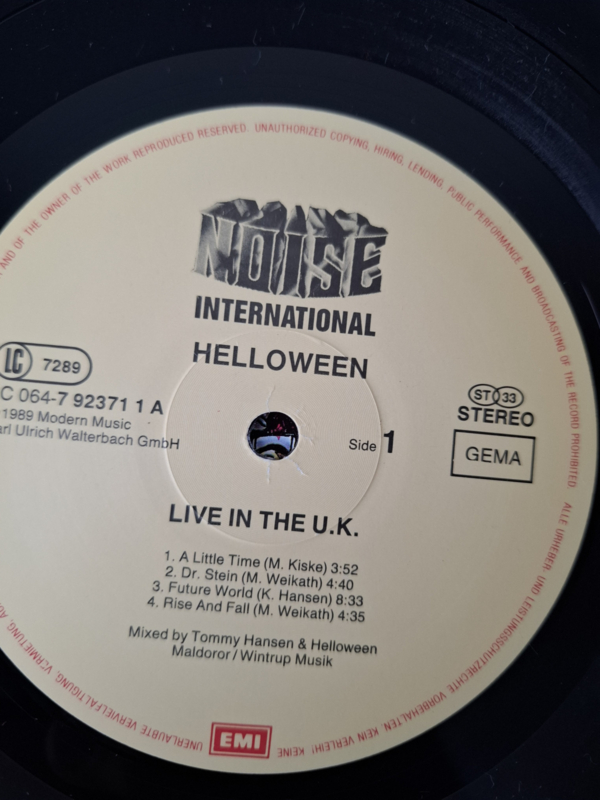 AND OF THE OWNER OF THE WORK REPRODUCED RESERVED. UNAUTHORIZED COPYING, HIRING, LENDING, PUBLIC PERFORMANCE AND BROADCASTING OF THE RECORD PROHIBITED. ALLE URHEBER- UND LEISTUNGSSCHUTZRECHTE VORBEHALTEN. KEIN VERLEIH! KEINE UNERLAUBTE VERVIELFÄLTIGUNG, VERMIETUNG,
NOISE
INTERNATIONAL
HELLOWEEN
LC 7289
C 064-7 92371 1 A
1989 Modern Music
arl Ulrich Walterbach GmbH
Side 1
ST 33
STEREO
GEMA
LIVE IN THE U.K.
1. A Little Time (M. Kiske) 3:52
2. Dr. Stein (M. Weikath) 4:40
3. Future World (K. Hansen) 8:33
4. Rise And Fall (M. Weikath) 4:35
Mixed by Tommy Hansen & Helloween
Maldoror / Wintrup Musik
EMI